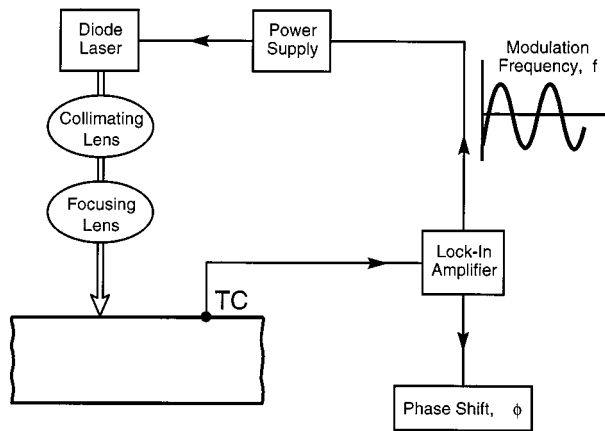 Diode
Laser
Power
Supply
Modulation
Frequency, f
Collimating
Lens
Focusing
Lens
Lock-In
Amplifier
TC
Phase Shift, ϕ